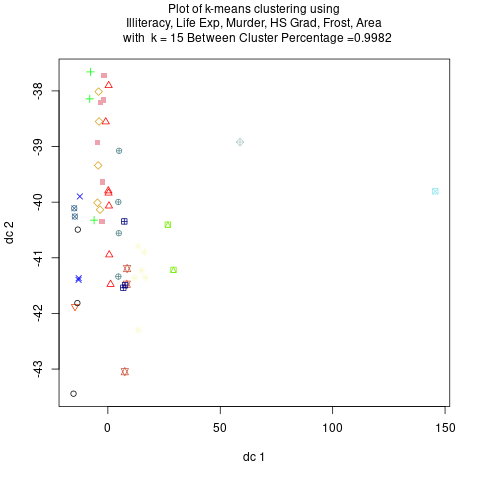 Plot of k-means clustering using
Illiteracy, Life Exp, Murder, HS Grad, Frost, Area
with k = 15 Between Cluster Percentage =0.9982
-38
-39
-40
-41
-42
-43
dc 2
0
50
100
150
dc 1